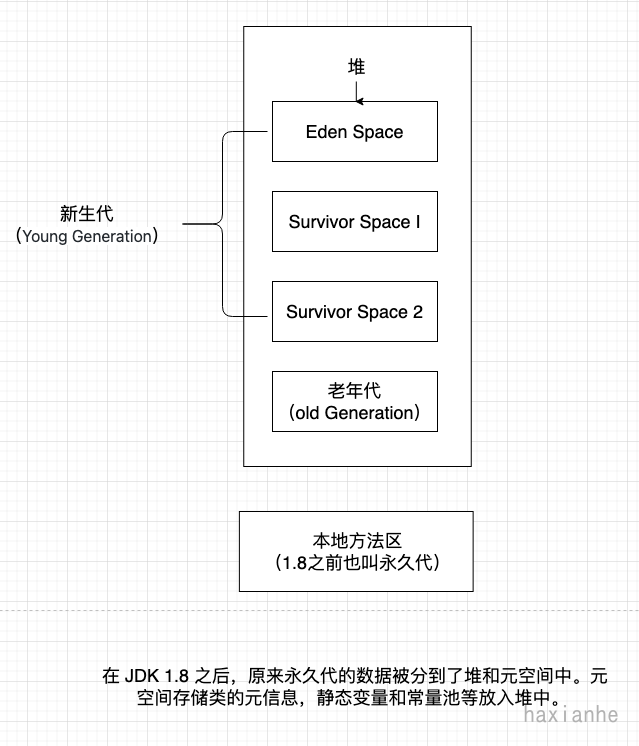 堆
Eden Space
新生代
（Young Generation）
Survivor Space I
Survivor Space 2
老年代
（old Generation）
本地方法区
（1.8之前也叫永久代）
在 JDK 1.8 之后，原来永久代的数据被分到了堆和元空间中。元
空间存储类的元信息，静态变量和常量池等放入堆中。
haxianhe